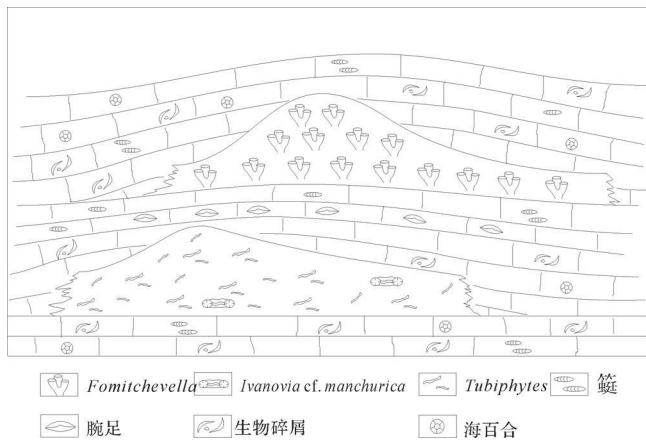 Fomitchevella Ivanovia cf. manchurica Tubiphytes 䗴
腕足 生物碎屑 海百合